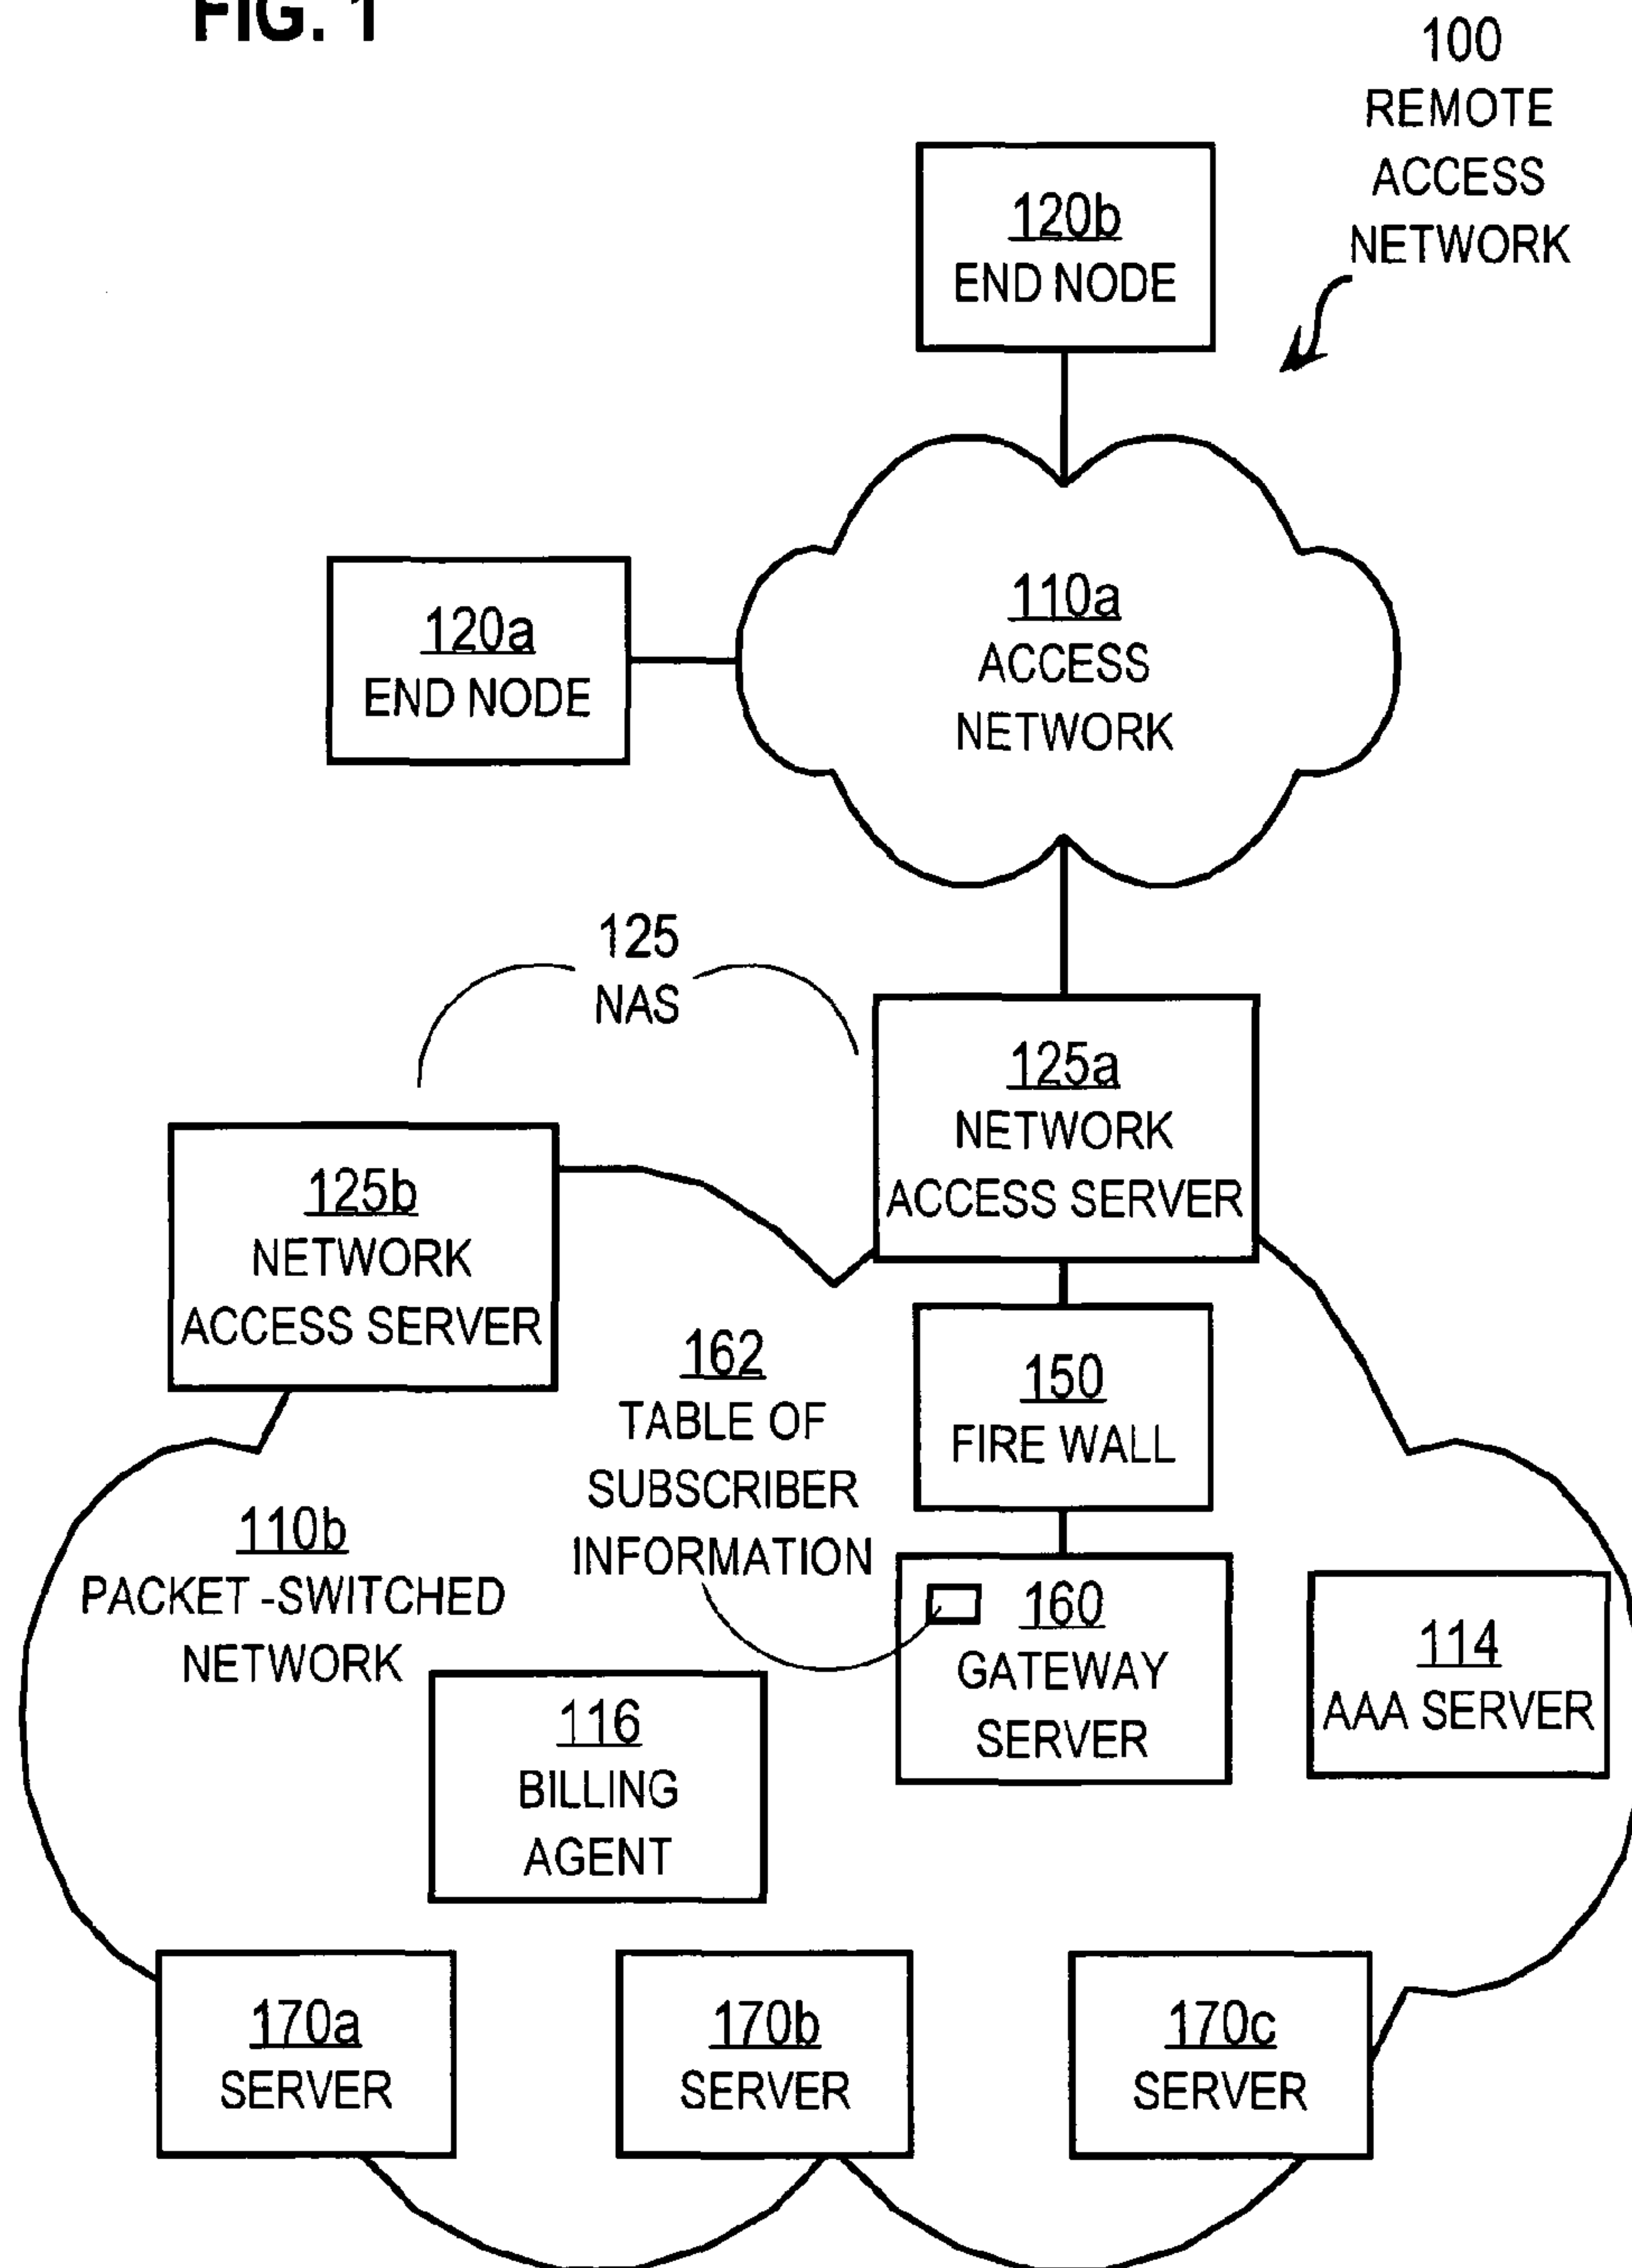 FIG. 1
100
REMOTE
ACCESS
NETWORK
120b
END NODE
110a
ACCESS
NETWORK
120a
END NODE
125
NAS
125a
NETWORK
ACCESS SERVER
125b
NETWORK
ACCESS SERVER
162
TABLE OF
SUBSCRIBER
INFORMATION
150
FIRE WALL
110b
PACKET -SWITCHED
NETWORK
160
GATEWAY
SERVER
114
AAA SERVER
116
BILLING
AGENT
170a
SERVER
170b
SERVER
170c
SERVER